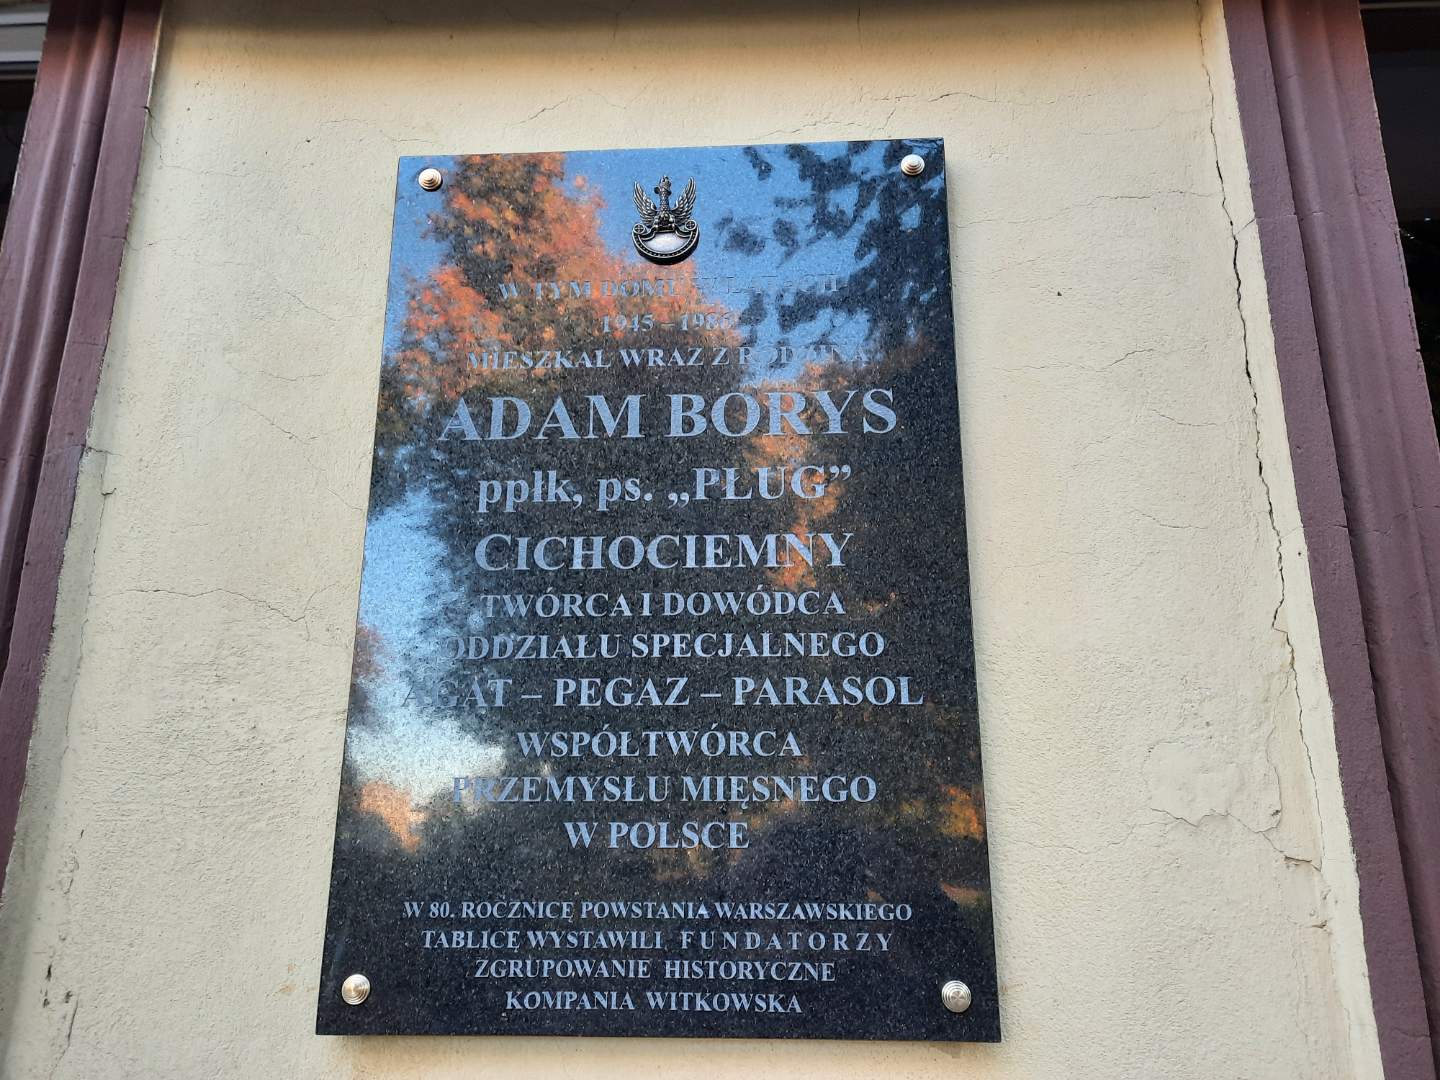 W TYM DOMU W LATACH
1945 – 1986
MIESZKAŁ WRAZ Z RODZINĄ
ADAM BORYS
ppłk, ps. „PŁUG”
CICHOCIEMNY
TWÓRCA I DOWÓDCA
ODDZIAŁU SPECJALNEGO
AGAT – PEGAZ – PARASOL
WSPÓŁTWÓRCA
PRZEMYSŁU MIĘSNEGO
W POLSCE
W 80. ROCZNICĘ POWSTANIA WARSZAWSKIEGO
TABLICĘ WYSTAWILI FUNDATORZY
ZGRUPOWANIE HISTORYCZNE
KOMPANIA WITKOWSKA